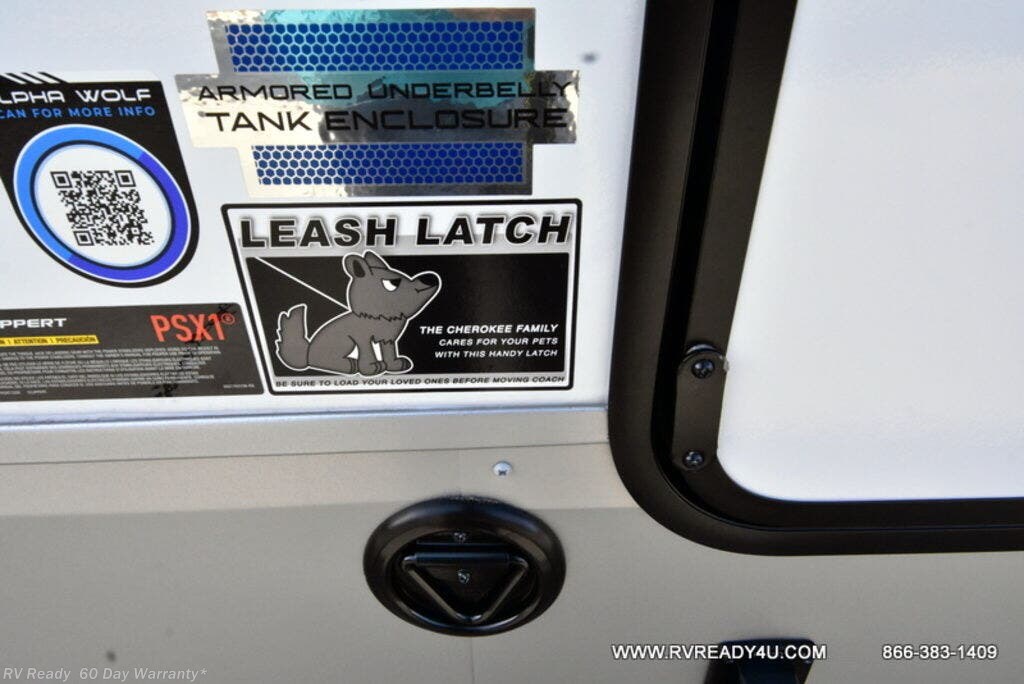 ARMORED UNDERBELLY
TANK ENCLOSURE
LPHA WOLF
CAN FOR MORE INFO
LEASH LATCH
THE CHEROKEE FAMILY
CARES FOR YOUR PETS
WITH THIS HANDY LATCH
BE SURE TO LOAD YOUR LOVED ONES BEFORE MOVING COACH
PPERT
PSX1®
N | ATTENTION | PRECAUCIÓN
WWW.RVREADY4U.COM 866-383-1409
RV Ready 60 Day Warranty*